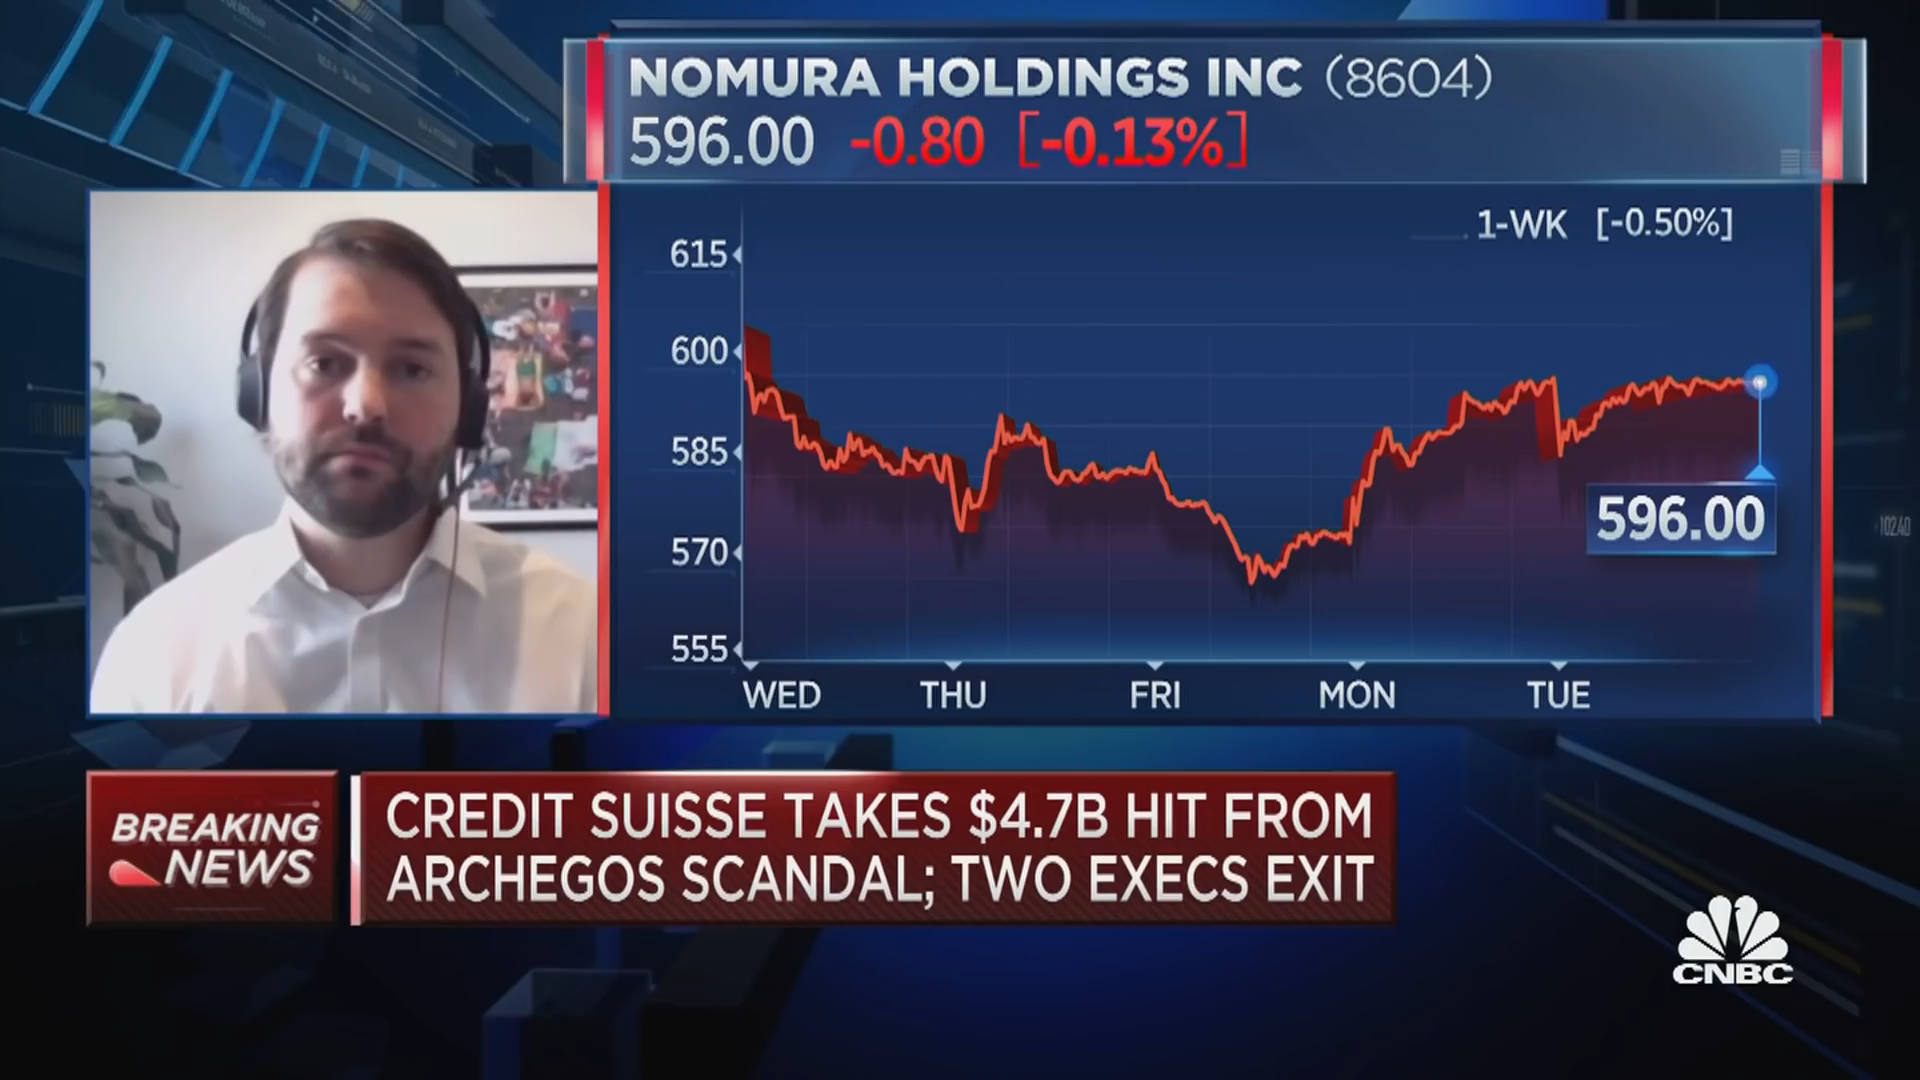 NOMURA HOLDINGS INC (8604)
596.00 -0.80 [-0.13%]
1-WK [-0.50%]
615
600
585
570
555
596.00
WED THU FRI MON TUE
102.40
BREAKING
NEWS
CREDIT SUISSE TAKES $4.7B HIT FROM
ARCHEGOS SCANDAL; TWO EXECS EXIT
CNBC